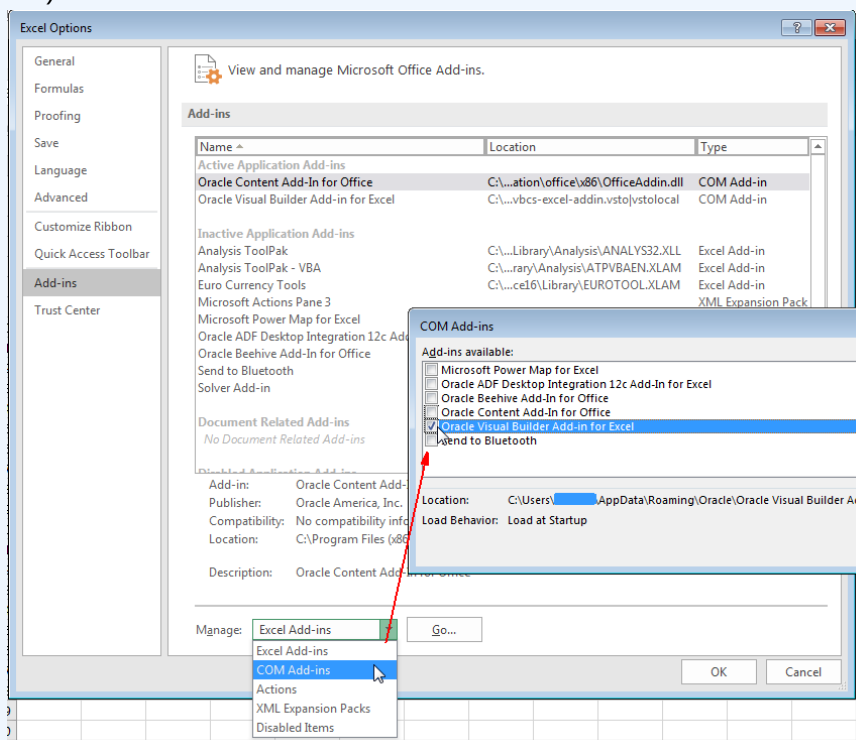 Excel Options
General
Formulas
Proofing
Save
Language
Advanced
Customize Ribbon
Quick Access Toolbar
Add-ins
Trust Center
View and manage Microsoft Office Add-ins.
Add-ins
Name Location Type
Active Application Add-ins
Oracle Content Add-In for Office C:\...ation\office\x86\OfficeAddin.dll COM Add-in
Oracle Visual Builder Add-in for Excel C:\...vbcs-excel-addin.vsto|vstolocal COM Add-in
Inactive Application Add-ins
Analysis ToolPak C:\...Library\Analysis\ANALYS32.XLL Excel Add-in
Analysis ToolPak - VBA C:\...rary\Analysis\ATPVBAEN.XLAM Excel Add-in
Euro Currency Tools C:\...ce16\Library\EUROTOOL.XLAM Excel Add-in
Microsoft Actions Pane 3 XML Expansion Pack
Microsoft Power Map for Excel
Oracle ADF Desktop Integration 12c Add
Oracle Beehive Add-In for Office
Send to Bluetooth
Solver Add-in
Document Related Add-ins
No Document Related Add-ins
Disabled Application Add-ins
Add-in: Oracle Content Add-
Publisher: Oracle America, Inc.
Compatibility: No compatibility info
Location: C:\Program Files (x86
Description: Oracle Content Add-In for Office
Manage: Excel Add-ins Go...
Excel Add-ins
COM Add-ins
Actions
XML Expansion Packs
Disabled Items
OK Cancel
COM Add-ins
Add-ins available:
Microsoft Power Map for Excel
Oracle ADF Desktop Integration 12c Add-In for Excel
Oracle Beehive Add-In for Office
Oracle Content Add-In for Office
Oracle Visual Builder Add-in for Excel
Send to Bluetooth
Location: C:\Users\ \AppData\Roaming\Oracle\Oracle Visual Builder Ad
Load Behavior: Load at Startup